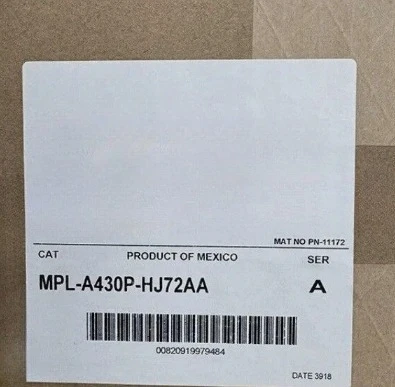 MAT NO PN-11172
CAT PRODUCT OF MEXICO SER
MPL-A430P-HJ72AA A
00820919979484
DATE 3918